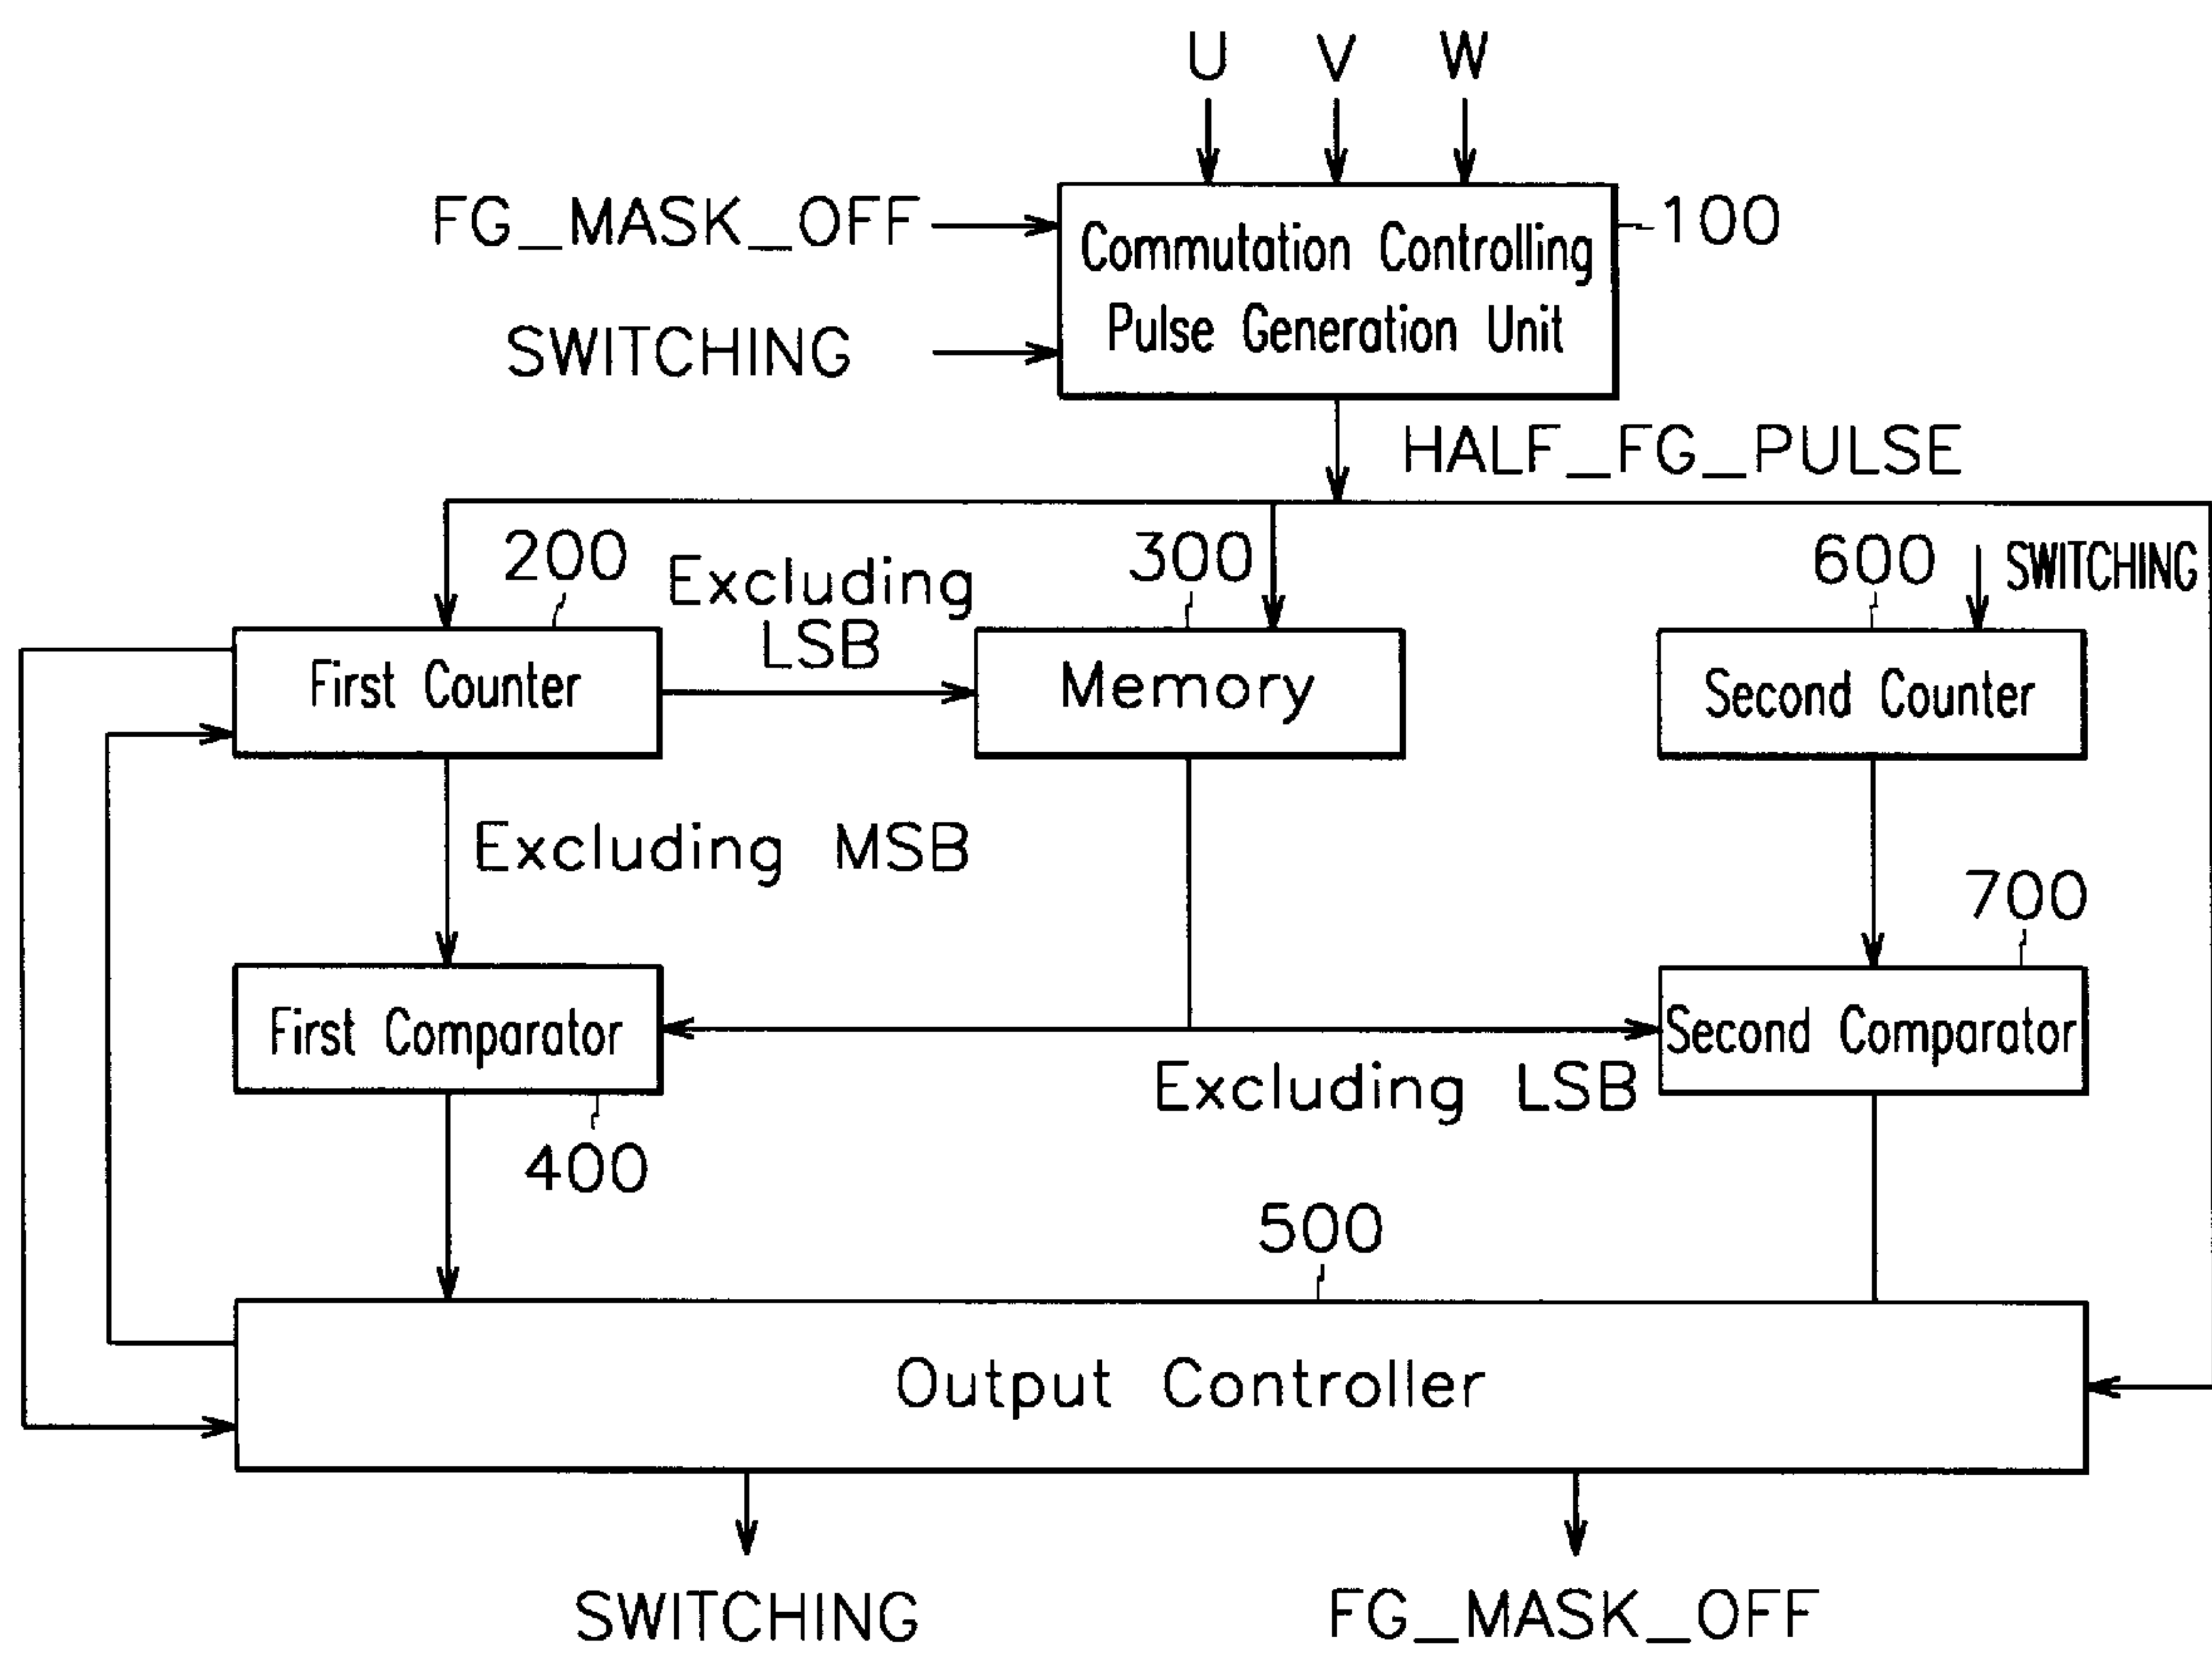 U V W
FG_MASK_OFF
100
Commutation Controlling
Pulse Generation Unit
SWITCHING
HALF_FG_PULSE
200
Excluding
LSB
300
600
SWITCHING
First Counter
Memory
Second Counter
Excluding MSB
700
First Comparator
Second Comparator
Excluding LSB
400
500
Output Controller
SWITCHING
FG_MASK_OFF